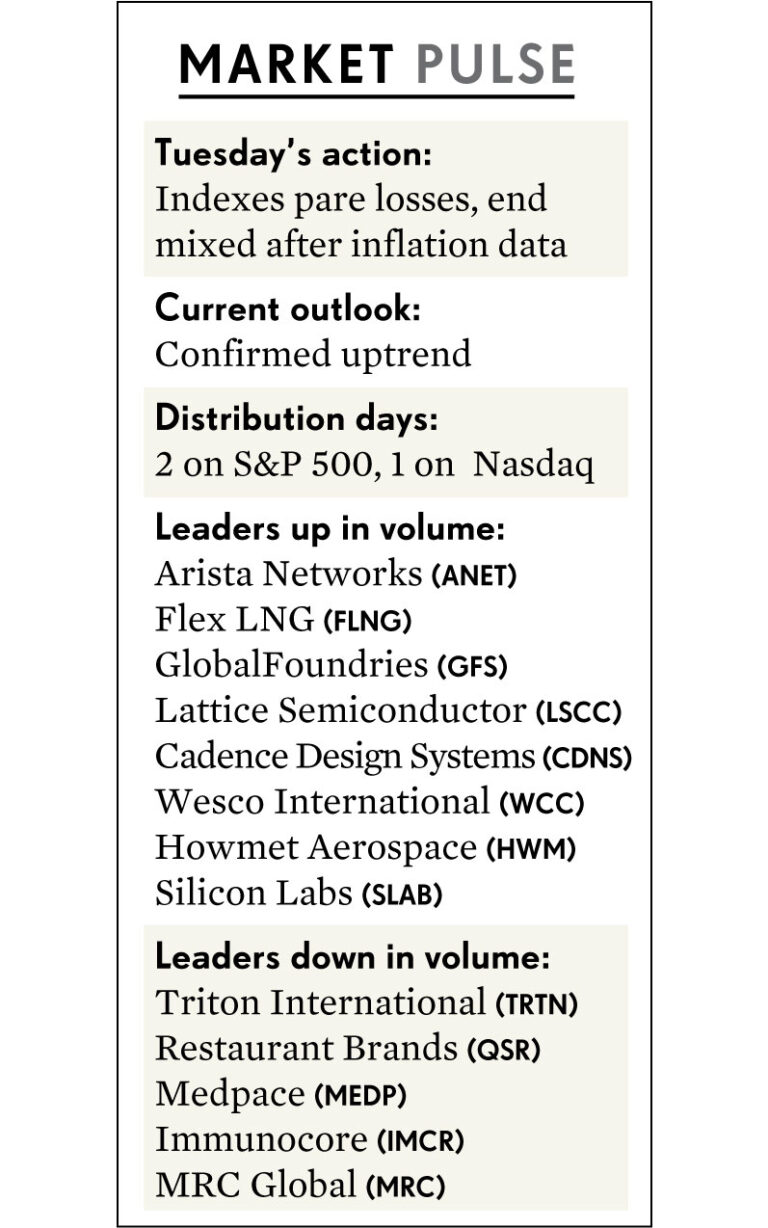 MARKET PULSE
Tuesday’s action:
Indexes pare losses, end
mixed after inflation data
Current outlook:
Confirmed uptrend
Distribution days:
2 on S&P 500, 1 on  Nasdaq
Leaders up in volume:
Arista Networks (ANET)
Flex LNG (FLNG)
GlobalFoundries (GFS)
Lattice Semiconductor (LSCC)
Cadence Design Systems (CDNS)
Wesco International (WCC)
Howmet Aerospace (HWM)
Silicon Labs (SLAB)
Leaders down in volume:
Triton International (TRTN)
Restaurant Brands (QSR)
Medpace (MEDP)
Immunocore (IMCR)
MRC Global (MRC)